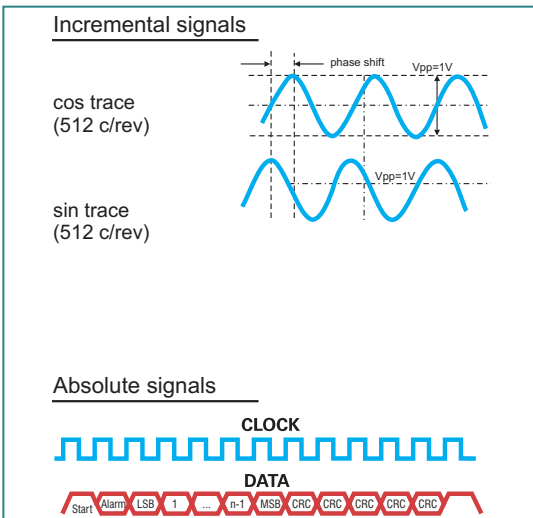 Incremental signals
phase shift
Vpp=1V
cos trace
(512 c/rev)
Vpp=1V
sin trace
(512 c/rev)
Absolute signals
CLOCK
DATA
Start Alarm LSB 1 ... n-1 MSB CRC CRC CRC CRC CRC